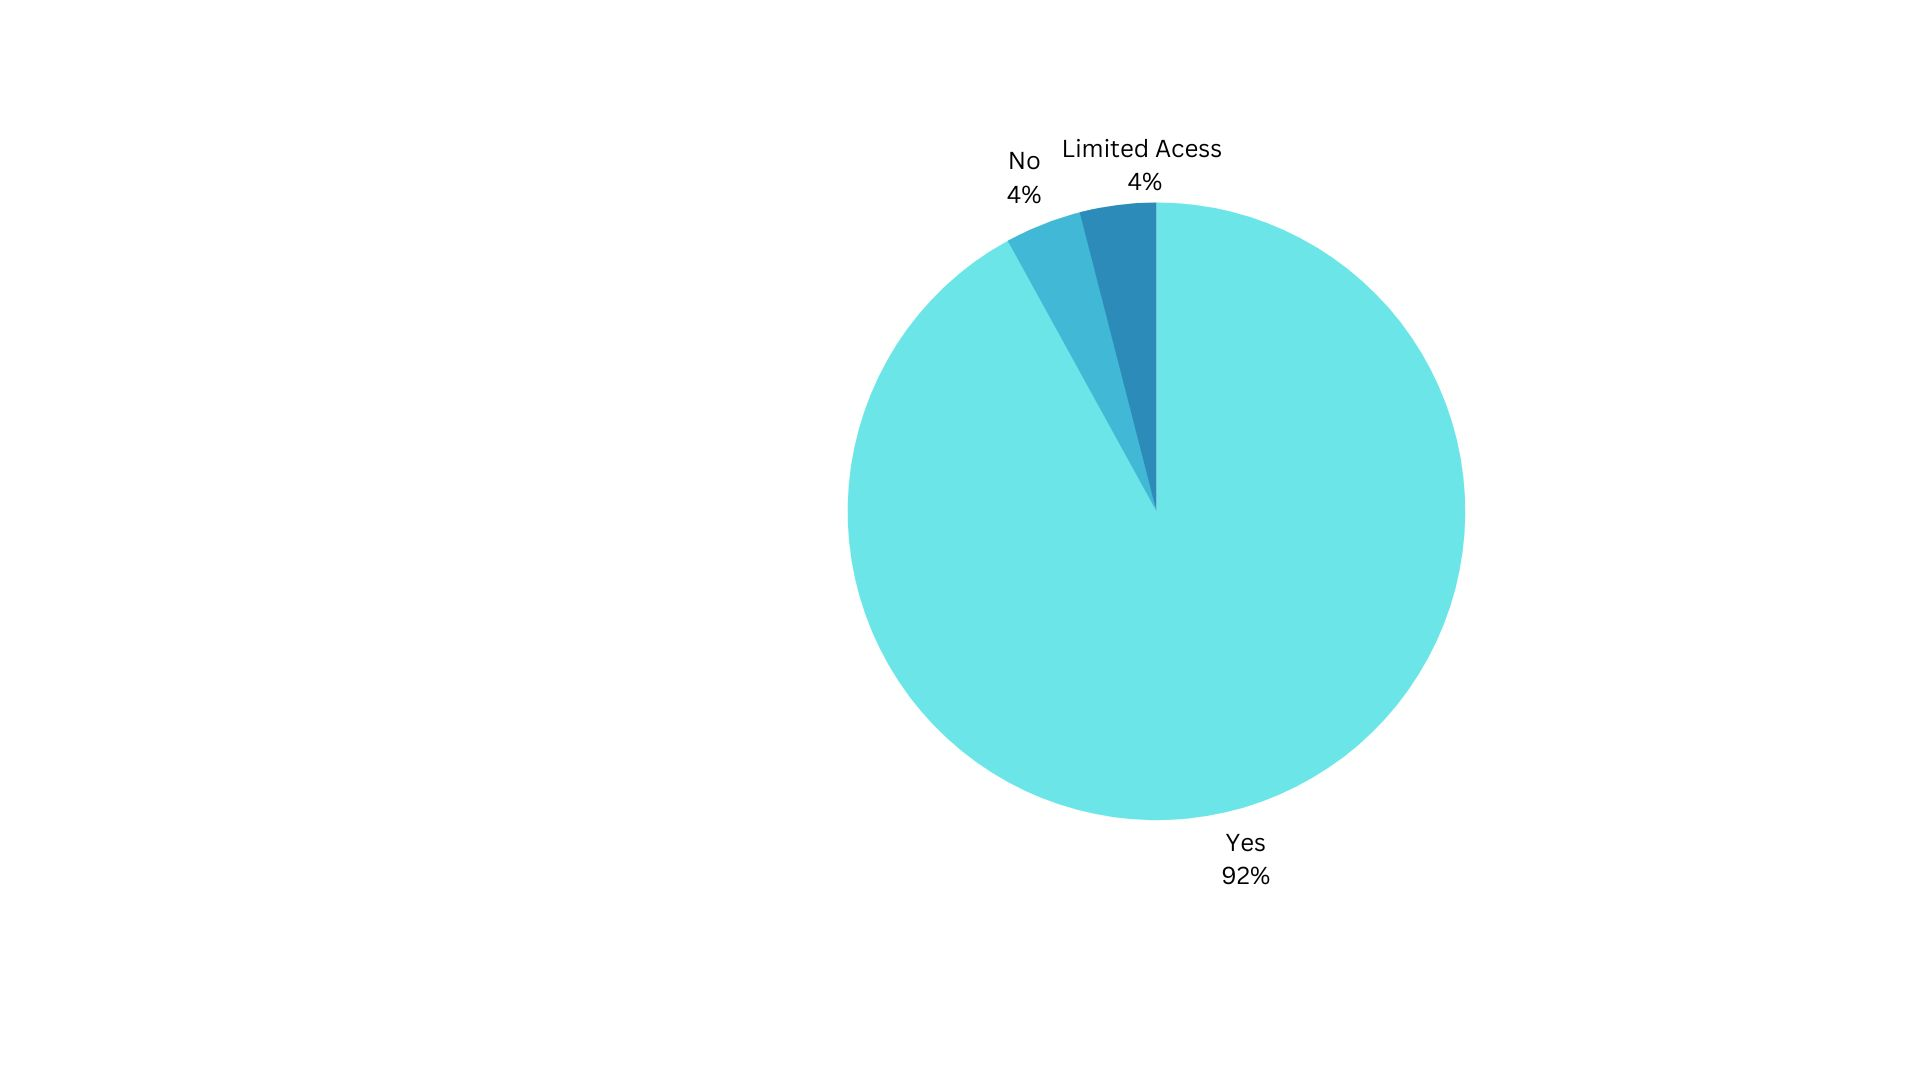 No
4%
Limited Acess
4%
Yes
92%